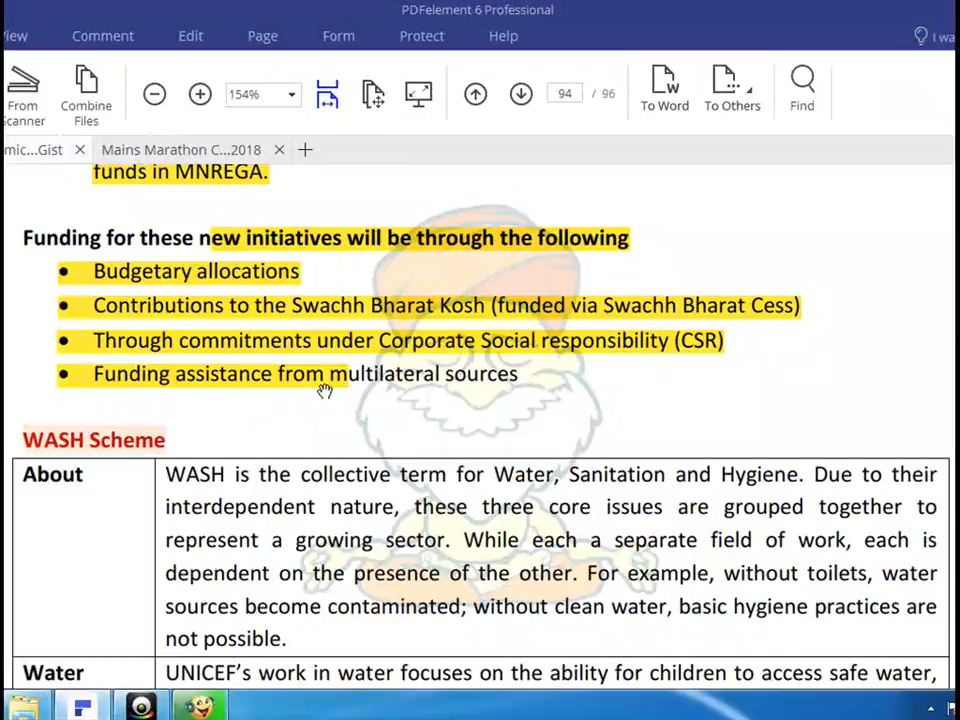 PDFelement 6 Professional
View Comment Edit Page Form Protect Help I wa
From Scanner
Combine Files
154%
94 / 96
To Word
To Others
Find
mic...Gist × Mains Marathon C...2018 × +
funds in MNREGA.
Funding for these new initiatives will be through the following
• Budgetary allocations
• Contributions to the Swachh Bharat Kosh (funded via Swachh Bharat Cess)
• Through commitments under Corporate Social responsibility (CSR)
• Funding assistance from multilateral sources
WASH Scheme
About WASH is the collective term for Water, Sanitation and Hygiene. Due to their
interdependent nature, these three core issues are grouped together to
represent a growing sector. While each a separate field of work, each is
dependent on the presence of the other. For example, without toilets, water
sources become contaminated; without clean water, basic hygiene practices are
not possible.
Water UNICEF's work in water focuses on the ability for children to access safe water,